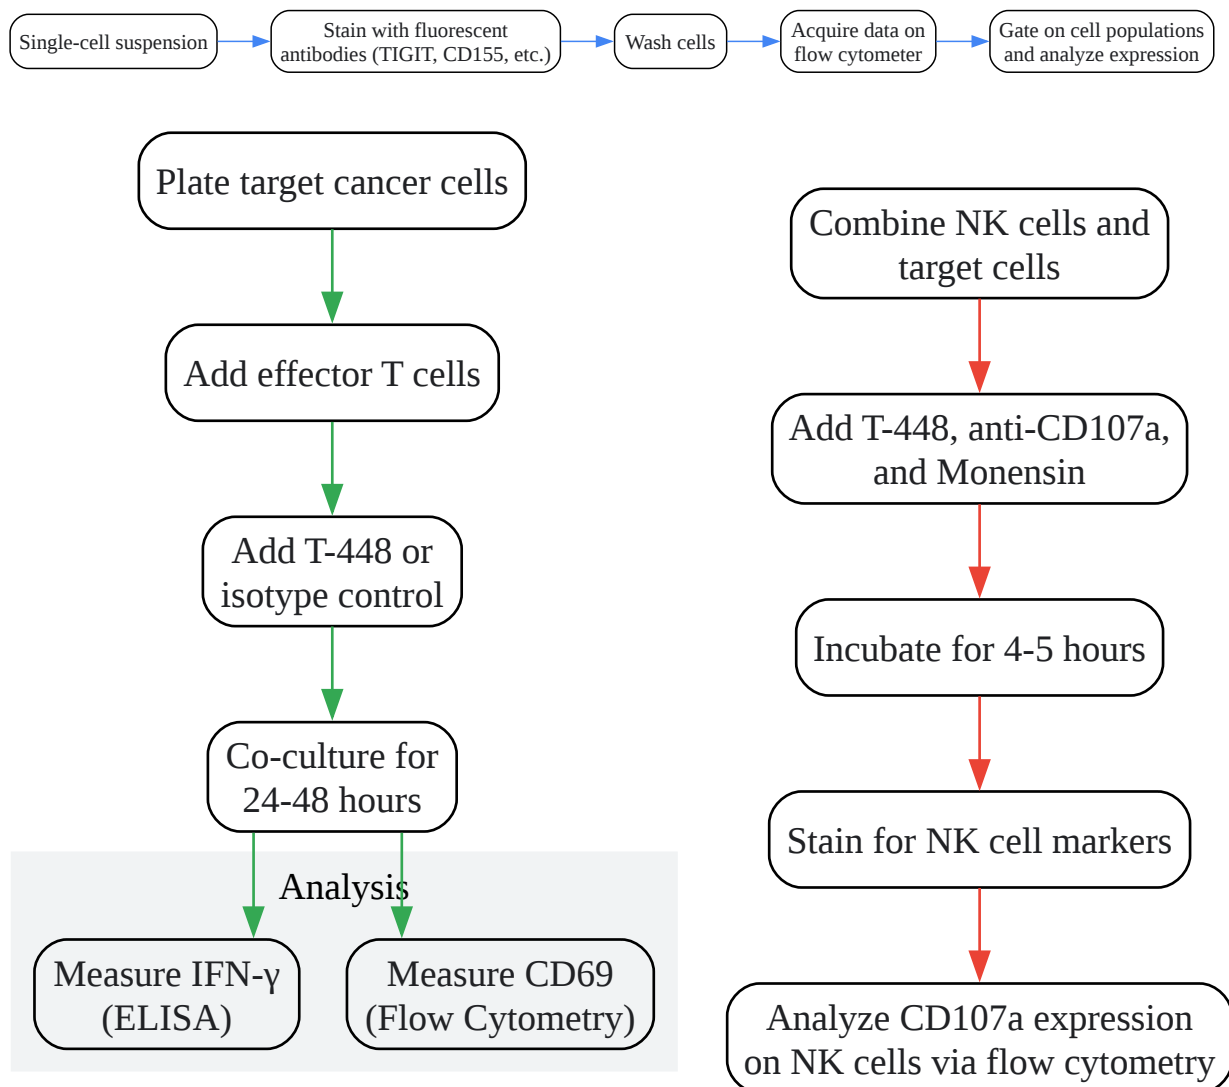 Single-cell suspension
Stain with fluorescent
antibodies (TIGIT, CD155, etc.)
Wash cells
Acquire data on
flow cytometer
Gate on cell populations
and analyze expression
Plate target cancer cells
Add effector T cells
Add T-448 or
isotype control
Co-culture for
24-48 hours
Analysis
Measure IFN-γ
(ELISA)
Measure CD69
(Flow Cytometry)
Combine NK cells and
target cells
Add T-448, anti-CD107a,
and Monensin
Incubate for 4-5 hours
Stain for NK cell markers
Analyze CD107a expression
on NK cells via flow cytometry